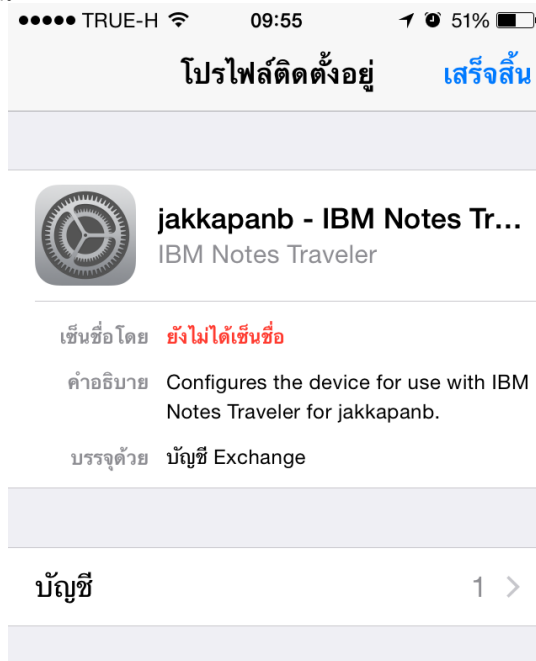 TRUE-H 09:55 51%
โปรไฟล์ติดตั้งอยู่ เสร็จสิ้น
jakkapanb - IBM Notes Tr...
IBM Notes Traveler
เซ็นชื่อโดย ยังไม่ได้เซ็นชื่อ
คำอธิบาย Configures the device for use with IBM
Notes Traveler for jakkapanb.
บรรจุด้วย บัญชี Exchange
บัญชี 1